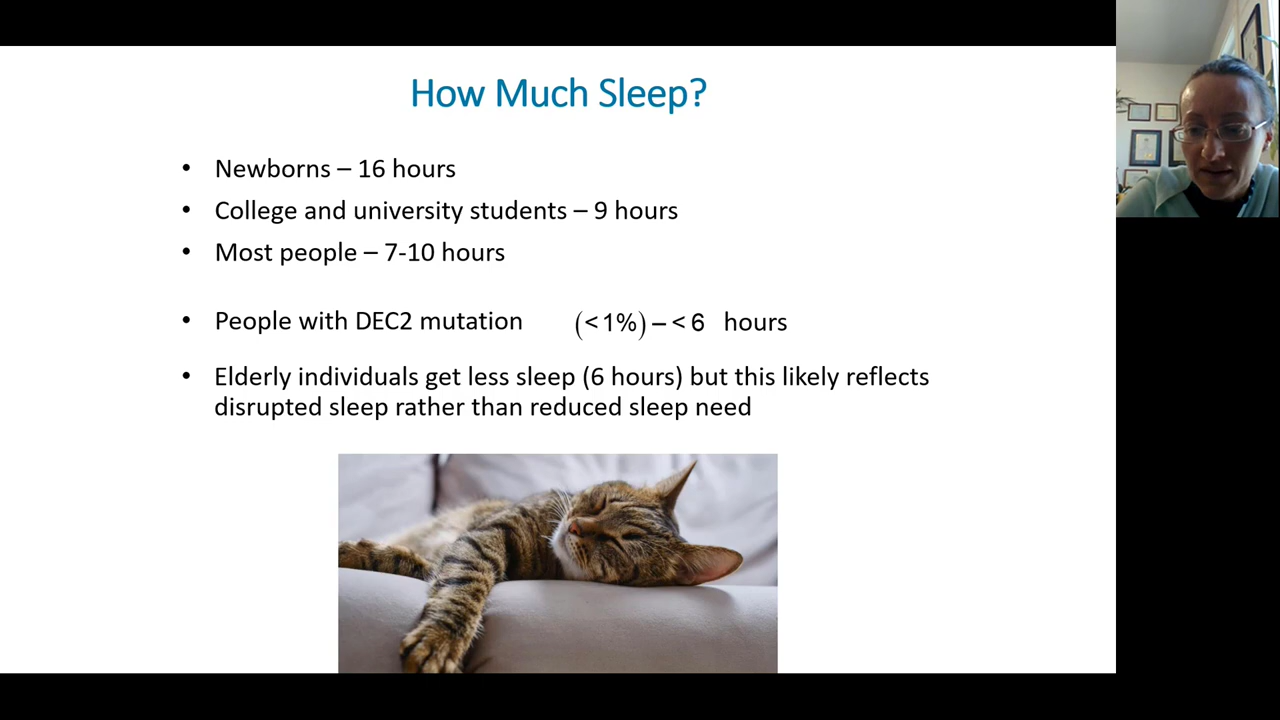 How Much Sleep?
• Newborns – 16 hours
• College and university students – 9 hours
• Most people – 7-10 hours
• People with DEC2 mutation (<1%) – <6 hours
• Elderly individuals get less sleep (6 hours) but this likely reflects
disrupted sleep rather than reduced sleep need